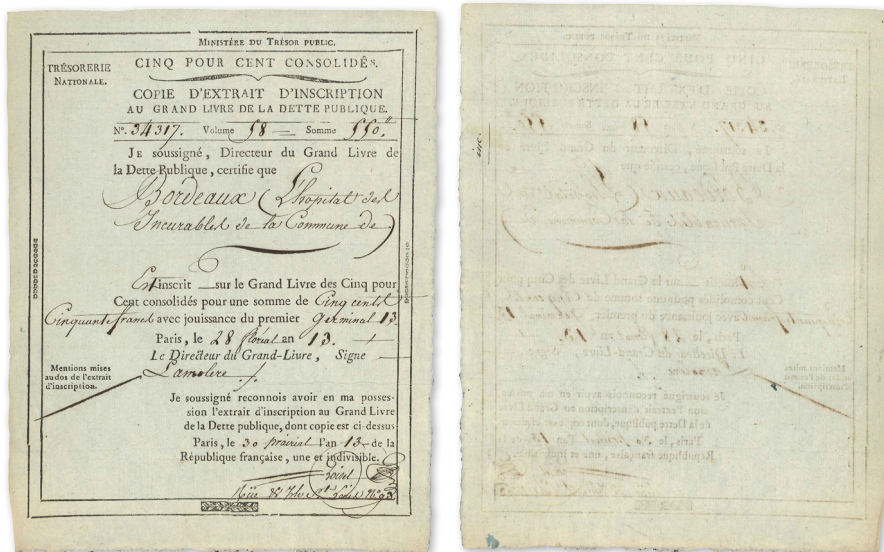 MINISTÈRE DU TRÉSOR PUBLIC.
TRÉSORERIE
NATIONALE.
CINQ POUR CENT CONSOLIDÉS.
COPIE D'EXTRAIT D'INSCRIPTION
AU GRAND LIVRE DE LA DETTE PUBLIQUE.
N°. 34317. Volume 58 Somme 550.
JE soussigné, Directeur du Grand Livre de
la Dette Publique, certifie que
Bordeaux (L'hopital des
Incurables de la Commune de)
Est inscrit sur le Grand Livre des Cinq pour
Cent consolidés pour une somme de Cinq cents
Cinquante francs avec jouissance du premier Germinal 13.
Paris, le 28 floréal an 13.
Le Directeur du Grand-Livre, Signé
Lamolere
Mentions mises
au dos de l'extrait
d'inscription.
Je soussigné reconnois avoir en ma posses-
sion l'extrait d'inscription au Grand Livre
de la Dette publique, dont copie est ci-dessus
Paris, le 30 prairial l'an 13 de la
République française, une et indivisible.